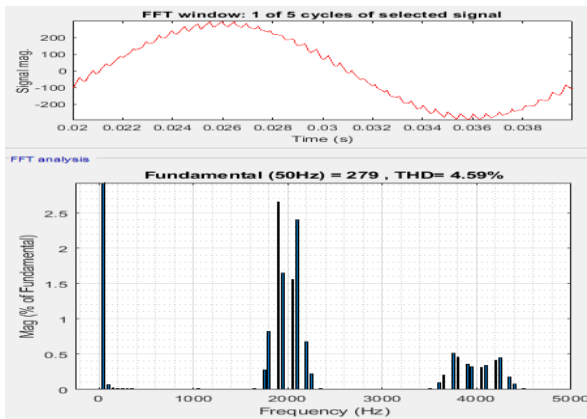 FFT window: 1 of 5 cycles of selected signal
Signal mag.
200
100
0
-100
-200
0.02 0.022 0.024 0.026 0.028 0.03 0.032 0.034 0.036 0.038
Time (s)
FFT analysis
Fundamental (50Hz) = 279 , THD= 4.59%
Mag (% of Fundamental)
2.5
2
1.5
1
0.5
0
0 1000 2000 3000 4000 5000
Frequency (Hz)